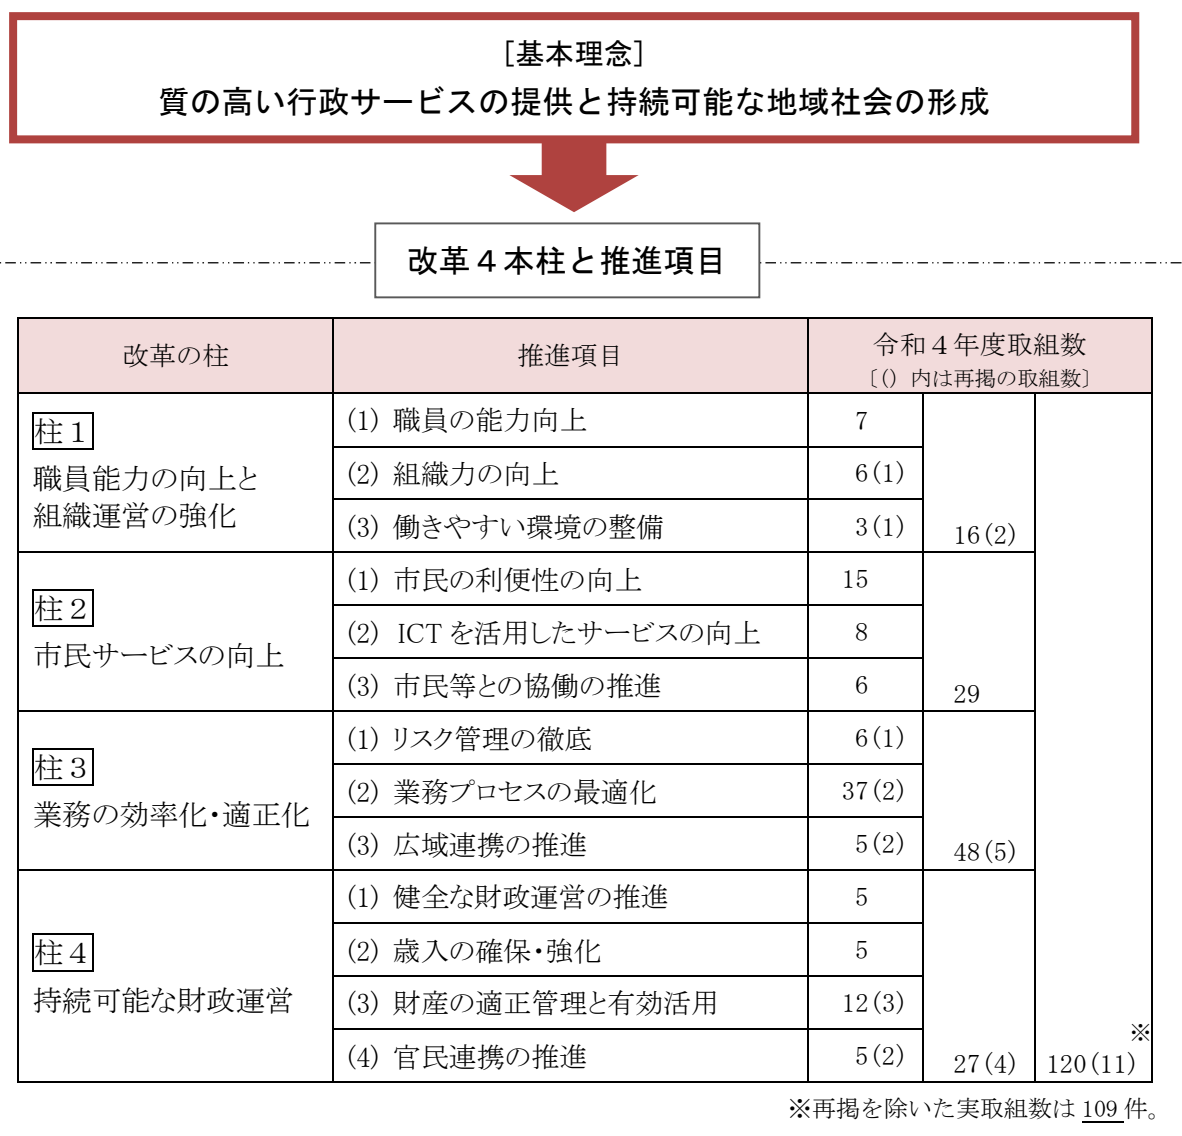 ［基本理念］
質の高い行政サービスの提供と持続可能な地域社会の形成
改革４本柱と推進項目
改革の柱
推進項目
令和４年度取組数
〔（）内は再掲の取組数〕
柱１
職員能力の向上と
組織運営の強化
(1) 職員の能力向上
7
(2) 組織力の向上
6(1)
(3) 働きやすい環境の整備
3(1)
16(2)
柱２
市民サービスの向上
(1) 市民の利便性の向上
15
(2) ICTを活用したサービスの向上
8
(3) 市民等との協働の推進
6
29
柱３
業務の効率化・適正化
(1) リスク管理の徹底
6(1)
(2) 業務プロセスの最適化
37(2)
(3) 広域連携の推進
5(2)
48(5)
柱４
持続可能な財政運営
(1) 健全な財政運営の推進
5
(2) 歳入の確保・強化
5
(3) 財産の適正管理と有効活用
12(3)
(4) 官民連携の推進
5(2)
27(4)
※
120(11)
※再掲を除いた実取組数は 109 件。